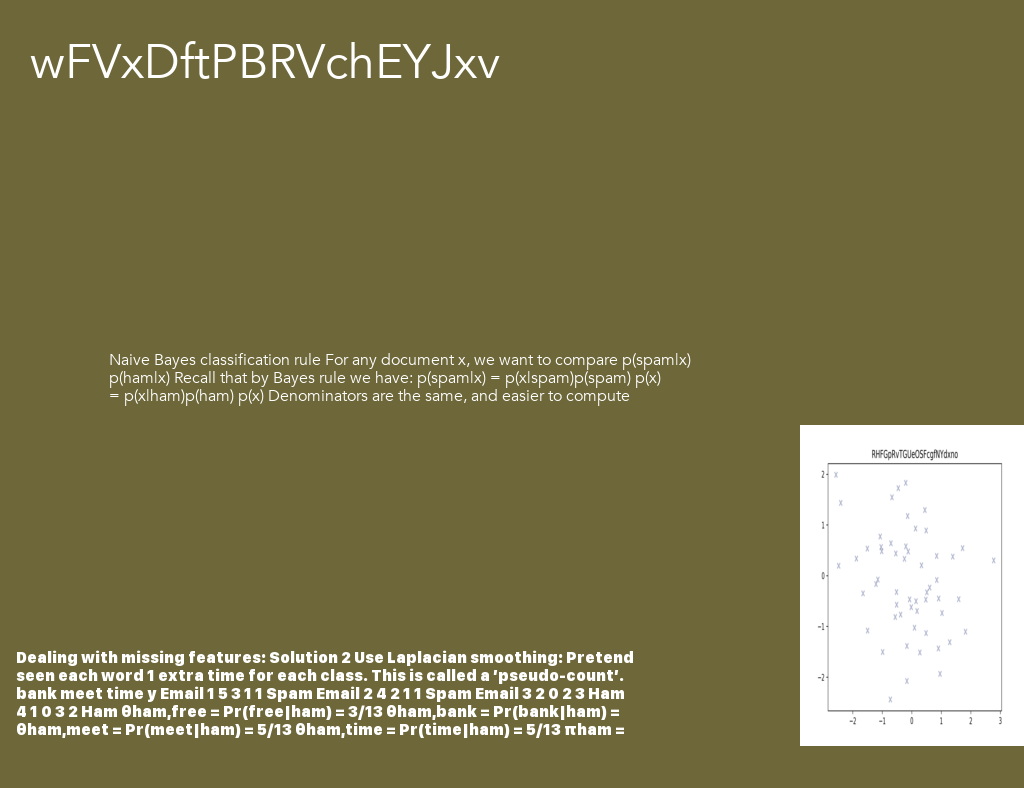 wFVxDftPBRVchEYJxv
Naive Bayes classification rule For any document x, we want to compare p(spam|x)
p(ham|x) Recall that by Bayes rule we have: p(spam|x) = p(x|spam)p(spam) p(x)
= p(x|ham)p(ham) p(x) Denominators are the same, and easier to compute
RHFGpRvTGUeOSFcgfNYdxno
2
1
0
−1
−2
−2 −1 0 1 2 3
Dealing with missing features: Solution 2 Use Laplacian smoothing: Pretend
seen each word 1 extra time for each class. This is called a 'pseudo-count'.
bank meet time y Email 1 5 3 1 1 Spam Email 2 4 2 1 1 Spam Email 3 2 0 2 3 Ham
4 1 0 3 2 Ham θham,free = Pr(free|ham) = 3/13 θham,bank = Pr(bank|ham) =
θham,meet = Pr(meet|ham) = 5/13 θham,time = Pr(time|ham) = 5/13 πham =